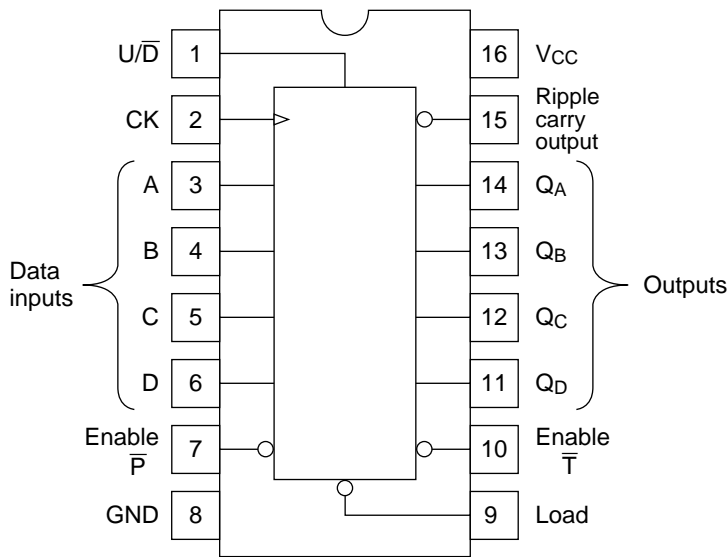 U/D̅ 1
CK 2
A 3
B 4
C 5
D 6
Enable
P̅ 7
GND 8
Data
inputs
16 VCC
15 Ripple
carry
output
14 QA
13 QB
12 QC
11 QD
10 Enable
T̅
9 Load
Outputs